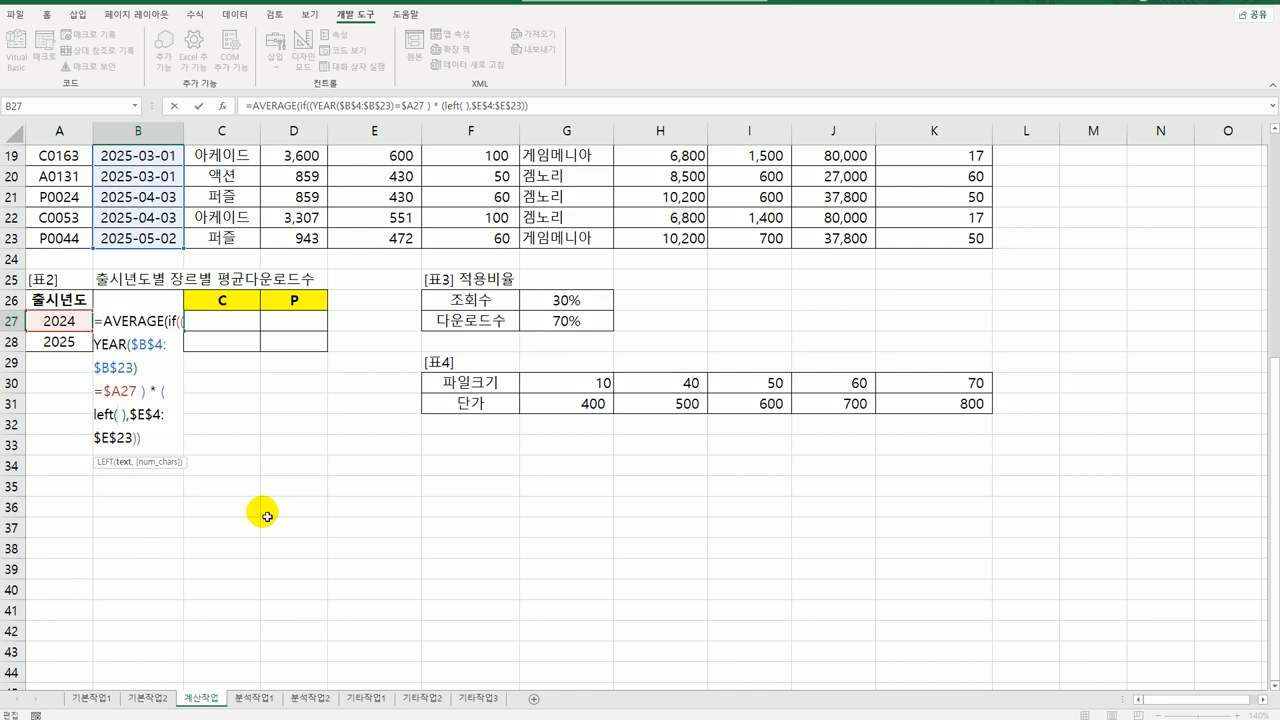 파일 홈 삽입 페이지 레이아웃 수식 데이터 검토 보기 개발 도구 도움말 공유
Visual Basic 매크로 매크로 기록 상대 참조로 기록 매크로 보안 추가 기능 Excel 추가 기능 COM 추가 기능 삽입 디자인 모드 속성 코드 보기 대화 상자 실행 원본 맵 속성 확장 팩 데이터 새로 고침 가져오기 내보내기
코드 추가 기능 컨트롤 XML
B27 fx =AVERAGE(if((YEAR($B$4:$B$23)=$A27 ) * (left( ),$E$4:$E$23))
A B C D E F G H I J K L M N O
19 C0163 2025-03-01 아케이드 3,600 600 100 게임메니아 6,800 1,500 80,000 17
20 A0131 2025-03-01 액션 859 430 50 겜노리 8,500 600 27,000 60
21 P0024 2025-04-03 퍼즐 859 430 60 겜노리 10,200 600 37,800 50
22 C0053 2025-04-03 아케이드 3,307 551 100 겜노리 6,800 1,400 80,000 17
23 P0044 2025-05-02 퍼즐 943 472 60 게임메니아 10,200 700 37,800 50
24
25 [표2] 출시년도별 장르별 평균다운로드수 [표3] 적용비율
26 출시년도 C P 조회수 30%
27 2024 =AVERAGE(if(( 다운로드수 70%
28 2025 YEAR($B$4:
29 $B$23) [표4]
30 =$A27 ) * ( 파일크기 10 40 50 60 70
31 left( ),$E$4: 단가 400 500 600 700 800
32 $E$23))
33
34 LEFT(text, [num_chars])
35
36
37
38
39
40
41
42
43
44
기본작업1 기본작업2 계산작업 분석작업1 분석작업2 기타작업1 기타작업2 기타작업3
편집 140%